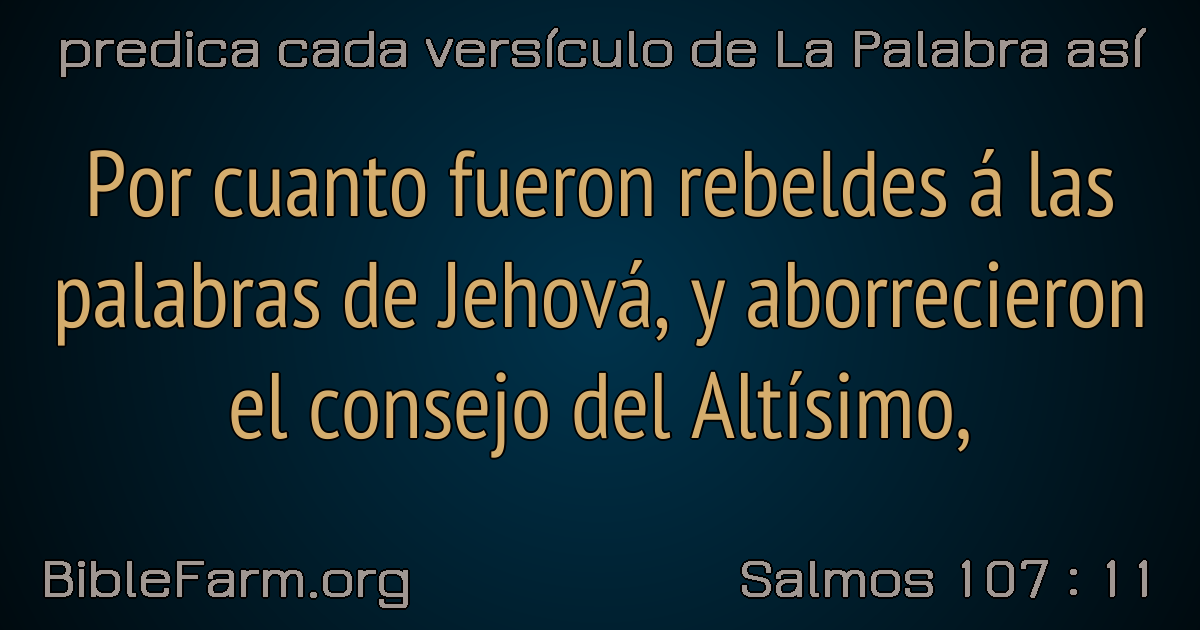 predica cada versículo de La Palabra así
Por cuanto fueron rebeldes á las
palabras de Jehová, y aborrecieron
el consejo del Altísimo,
BibleFarm.org
Salmos 107 : 11